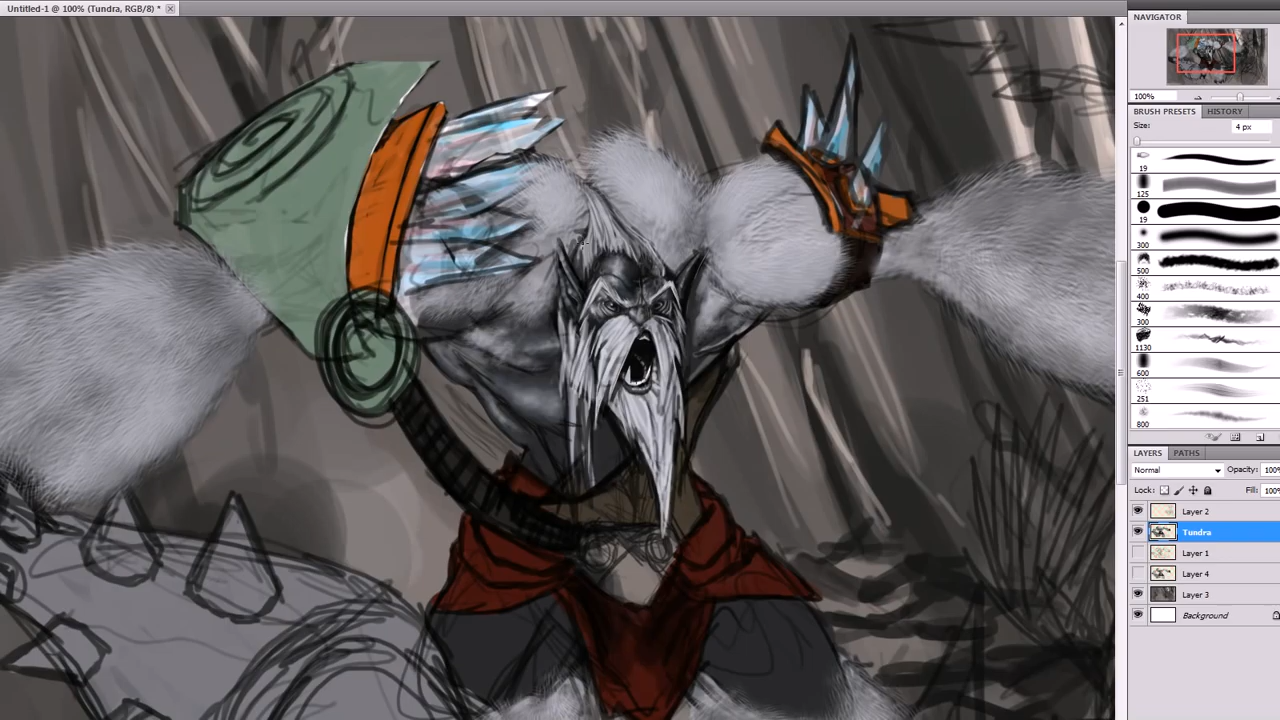 Untitled-1 @ 100% (Tundra, RGB/8) *
NAVIGATOR
100%
BRUSH PRESETS HISTORY
Size: 4 px
19
125
19
300
500
400
300
1130
600
251
800
LAYERS PATHS
Normal Opacity: 100%
Lock: Fill: 100%
Layer 2
Tundra
Layer 1
Layer 4
Layer 3
Background